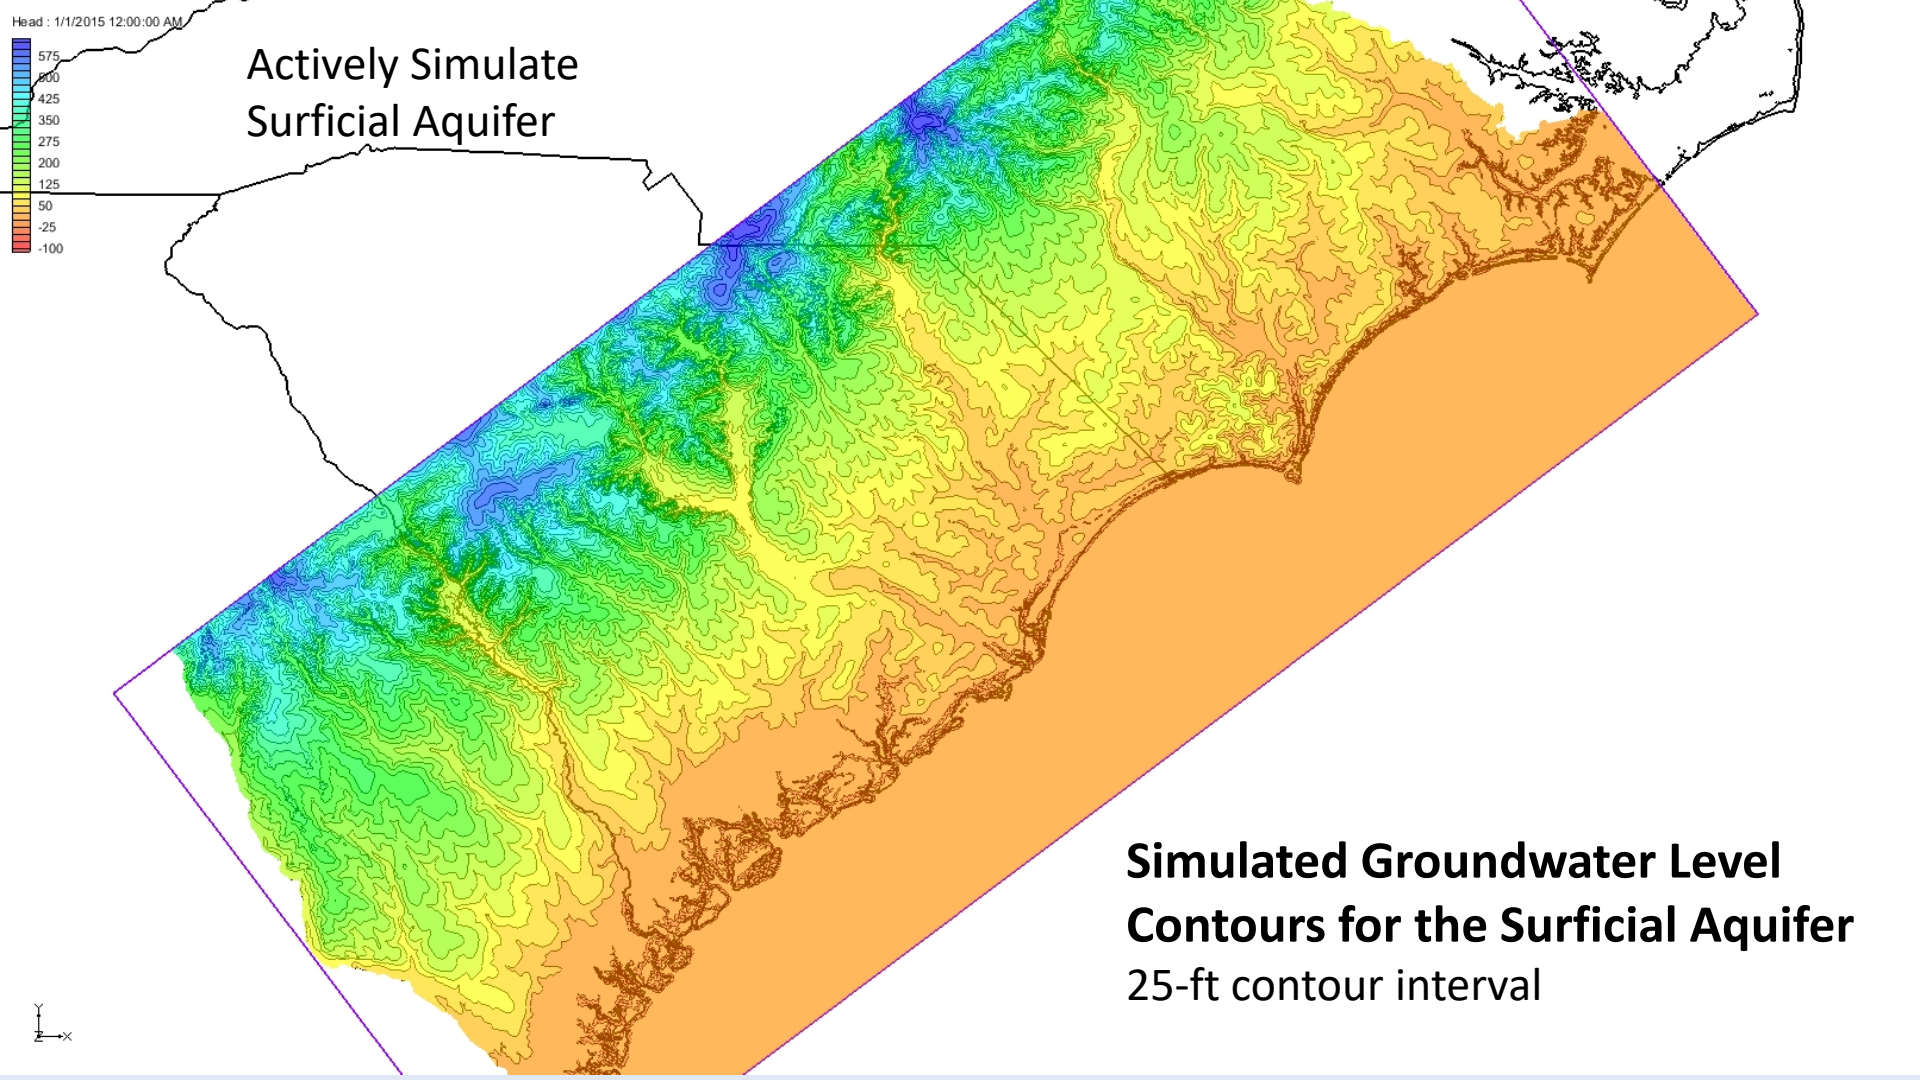 Head : 1/1/2015 12:00:00 AM
575
500
425
350
275
200
125
50
-25
-100
Actively Simulate
Surficial Aquifer
Simulated Groundwater Level
Contours for the Surficial Aquifer
25-ft contour interval
Y
Z
X